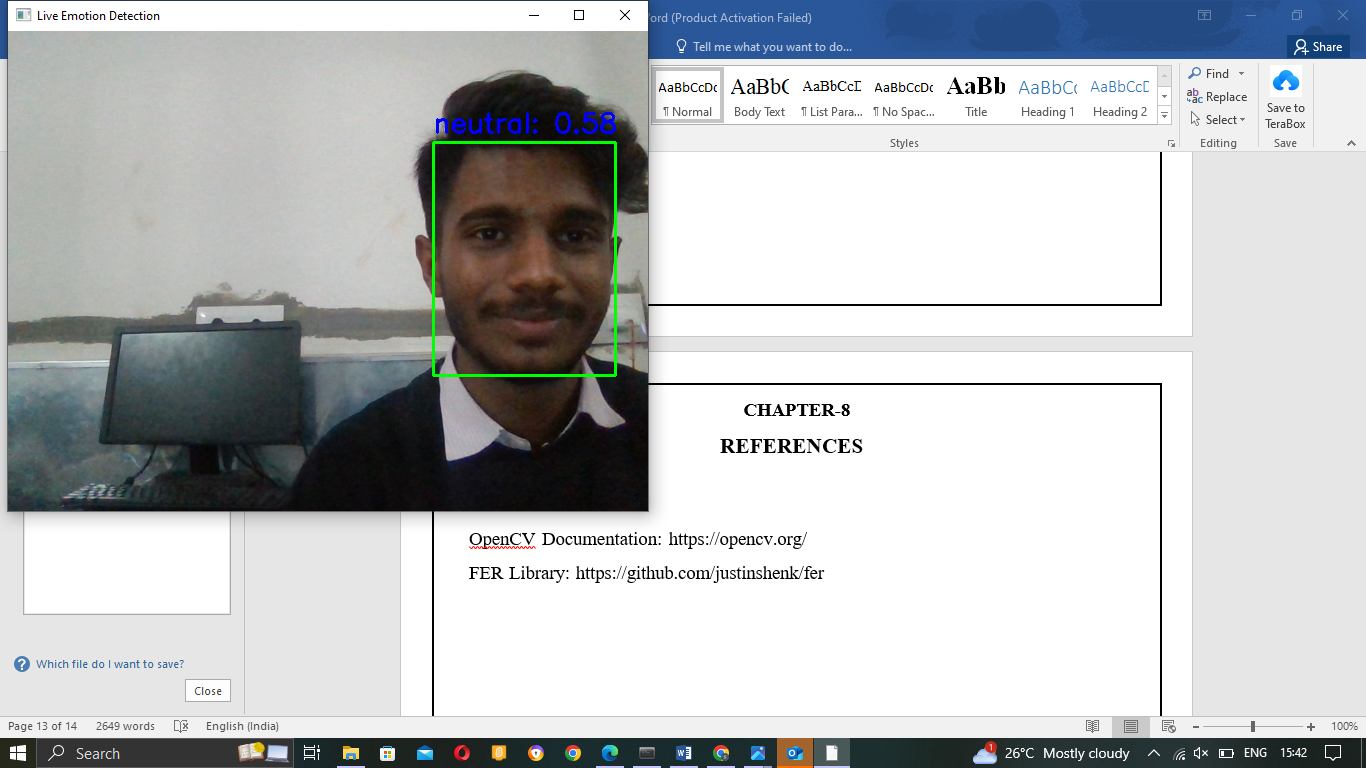 Live Emotion Detection
Word (Product Activation Failed)
Tell me what you want to do...
Share
neutral: 0.58
AaBbCcDc
¶ Normal
AaBbC
Body Text
AaBbCcD
¶ List Para...
AaBbCcDc
¶ No Spac...
AaBb
Title
AaBbCc
Heading 1
AaBbCcD
Heading 2
Styles
Find
Replace
Select
Editing
Save to
TeraBox
Save
CHAPTER-8
REFERENCES
OpenCV Documentation: https://opencv.org/
FER Library: https://github.com/justinshenk/fer
Which file do I want to save?
Close
Page 13 of 14 2649 words English (India) 100%
Search
1
26°C Mostly cloudy ENG 15:42